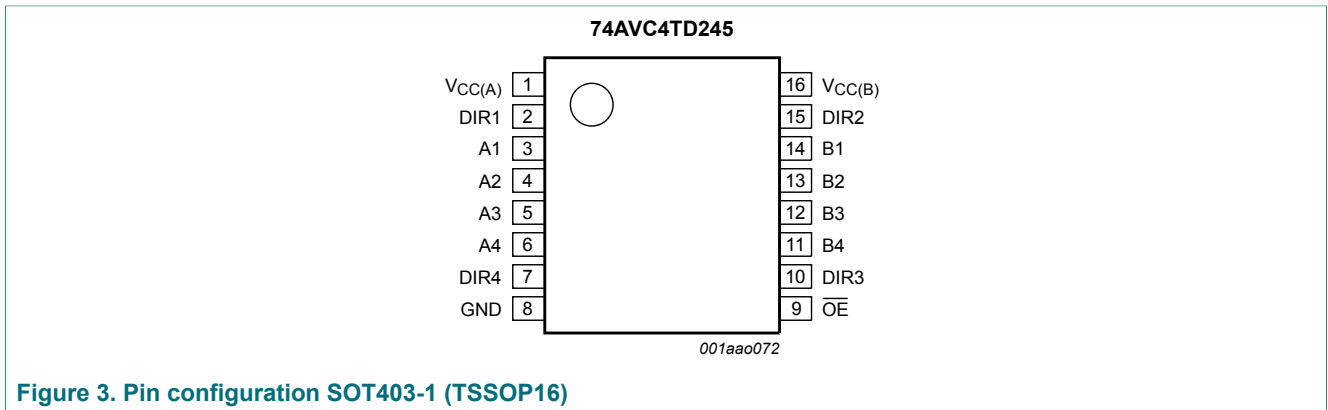 74AVC4TD245
VCC(A) 1 16 VCC(B)
DIR1 2 15 DIR2
A1 3 14 B1
A2 4 13 B2
A3 5 12 B3
A4 6 11 B4
DIR4 7 10 DIR3
GND 8 9 O̅E̅
001aao072
Figure 3. Pin configuration SOT403-1 (TSSOP16)